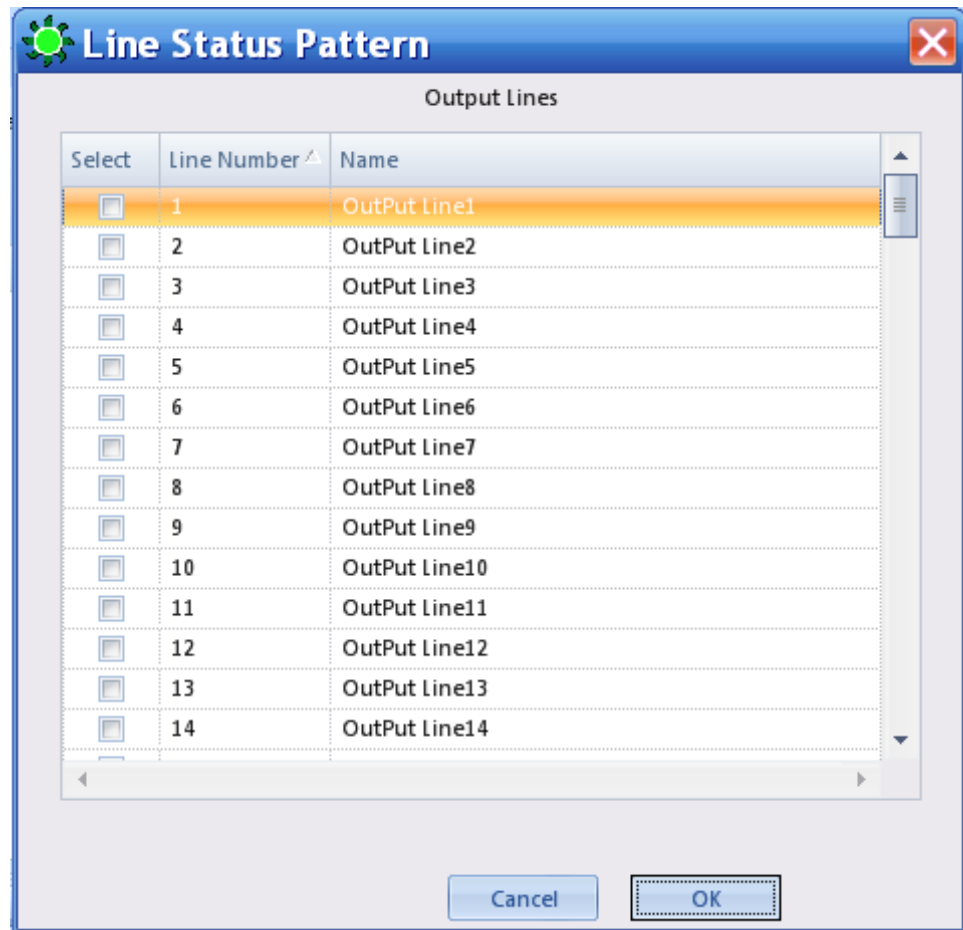 Line Status Pattern
Output Lines
Select Line Number Name
1 OutPut Line1
2 OutPut Line2
3 OutPut Line3
4 OutPut Line4
5 OutPut Line5
6 OutPut Line6
7 OutPut Line7
8 OutPut Line8
9 OutPut Line9
10 OutPut Line10
11 OutPut Line11
12 OutPut Line12
13 OutPut Line13
14 OutPut Line14
Cancel OK